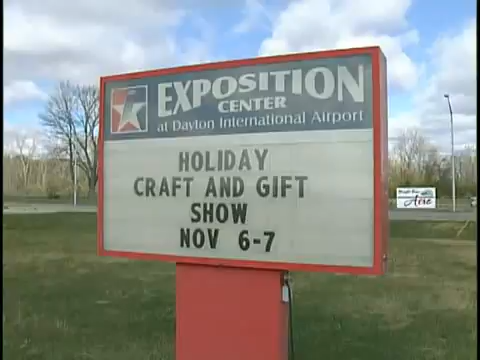 EXPOSITION
CENTER
at Dayton International Airport
HOLIDAY
CRAFT AND GIFT
SHOW
NOV 6-7